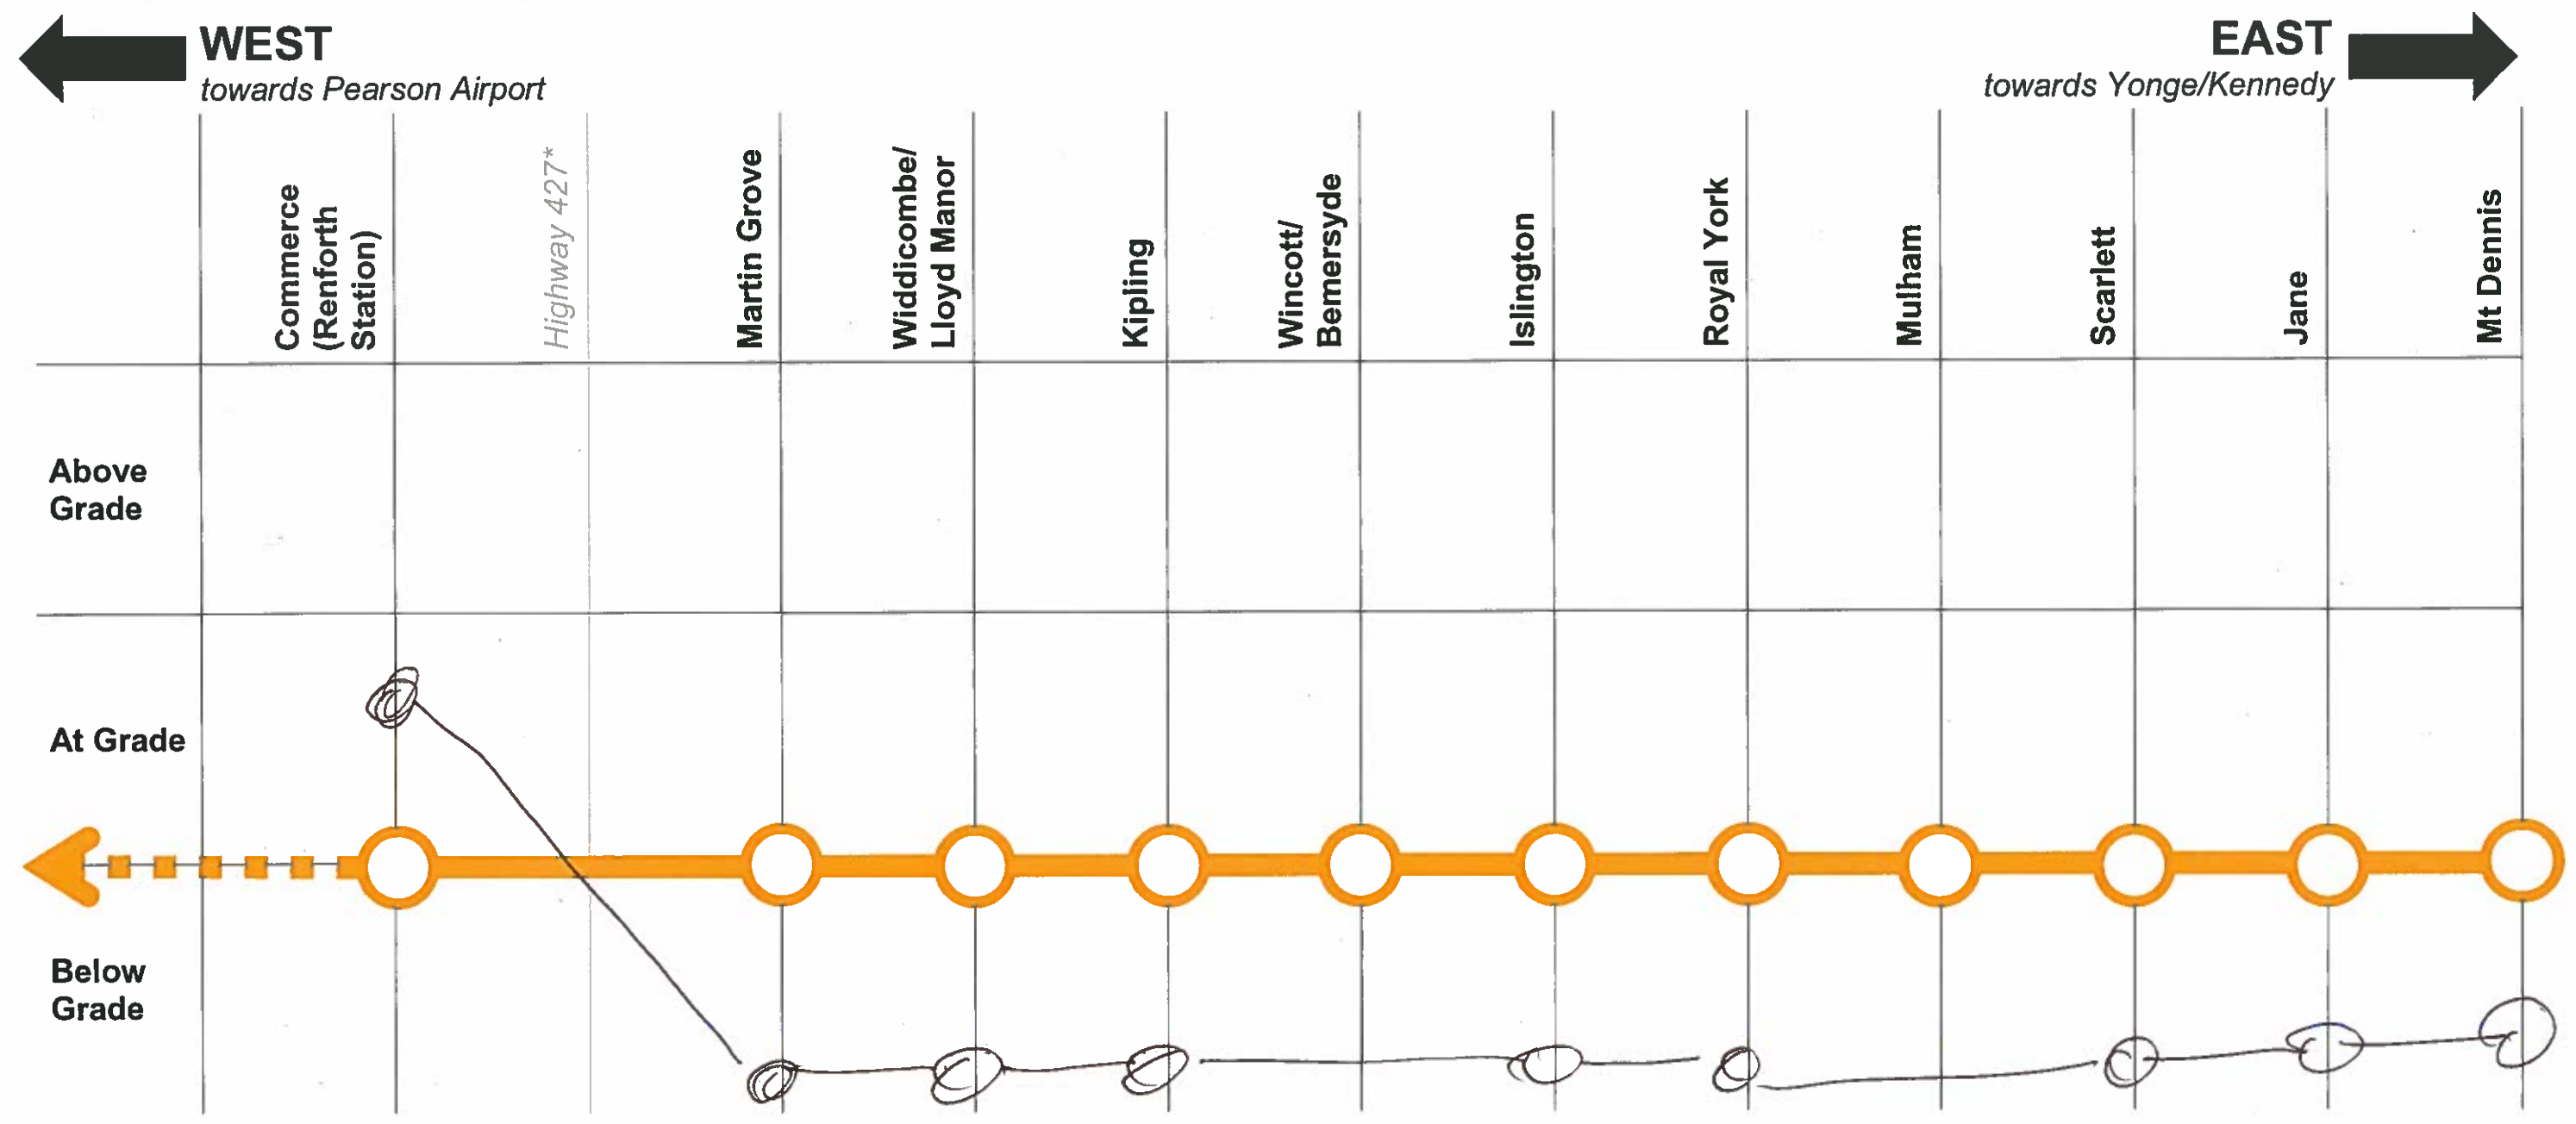 WEST
towards Pearson Airport
EAST
towards Yonge/Kennedy
Commerce
(Renforth
Station)
Highway 427*
Martin Grove
Widdicombe/
Lloyd Manor
Kipling
Wincott/
Bemersyde
Islington
Royal York
Mulham
Scarlett
Jane
Mt Dennis
Above
Grade
At Grade
Below
Grade